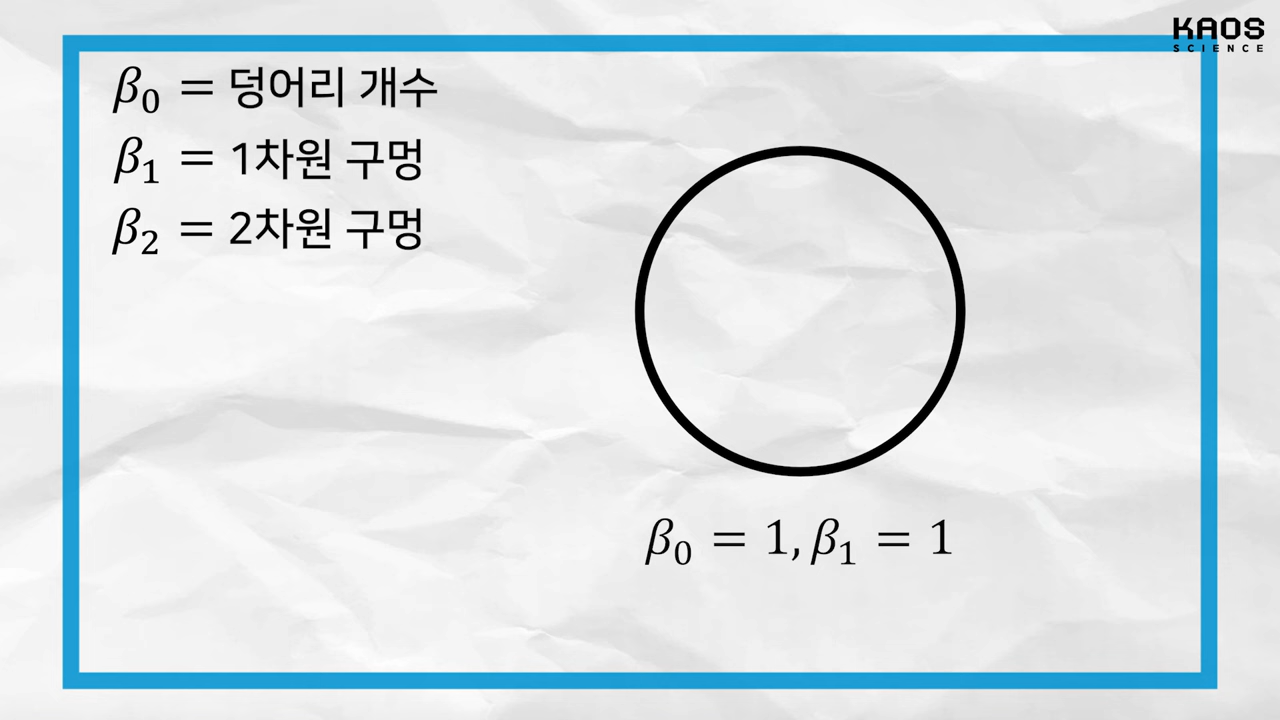 KAOS
SCIENCE
β₀ = 덩어리 개수
β₁ = 1차원 구멍
β₂ = 2차원 구멍
β₀ = 1, β₁ = 1